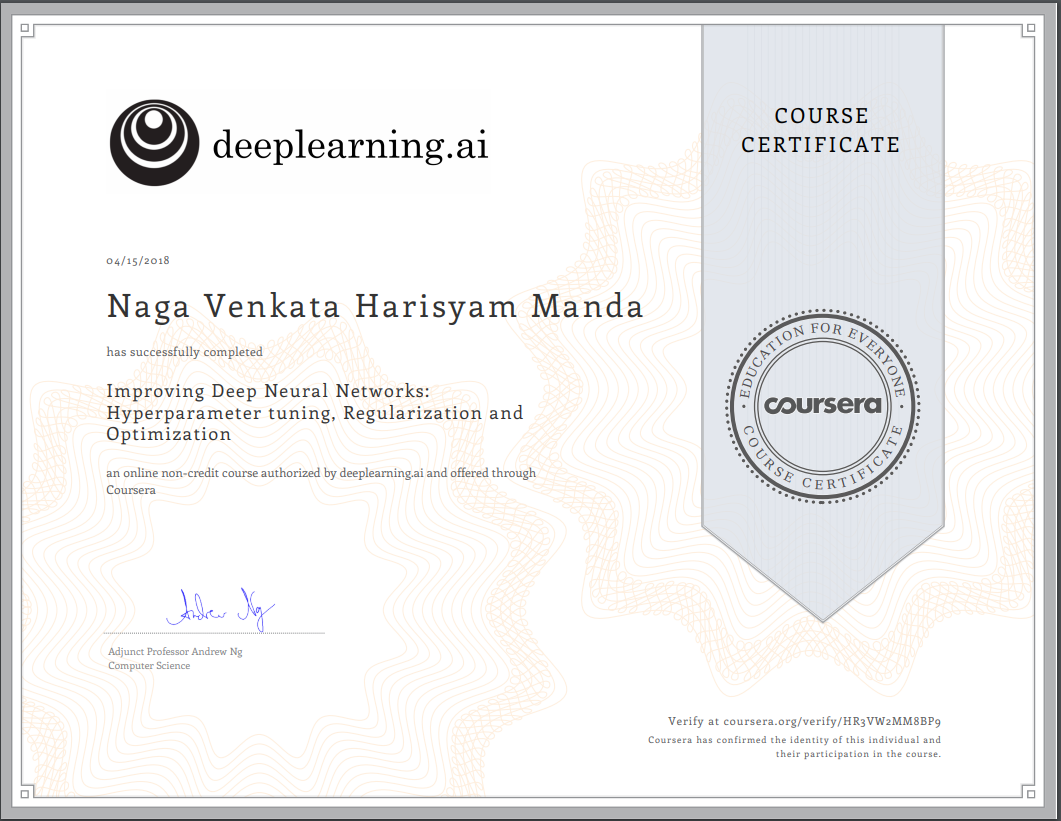 deeplearning.ai
COURSE
CERTIFICATE
04/15/2018
Naga Venkata Harisyam Manda
has successfully completed
Improving Deep Neural Networks:
Hyperparameter tuning, Regularization and
Optimization
an online non-credit course authorized by deeplearning.ai and offered through
Coursera
EDUCATION FOR EVERYONE
coursera
COURSE CERTIFICATE
Andrew Ng
Adjunct Professor Andrew Ng
Computer Science
Verify at coursera.org/verify/HR3VW2MM8BP9
Coursera has confirmed the identity of this individual and
their participation in the course.